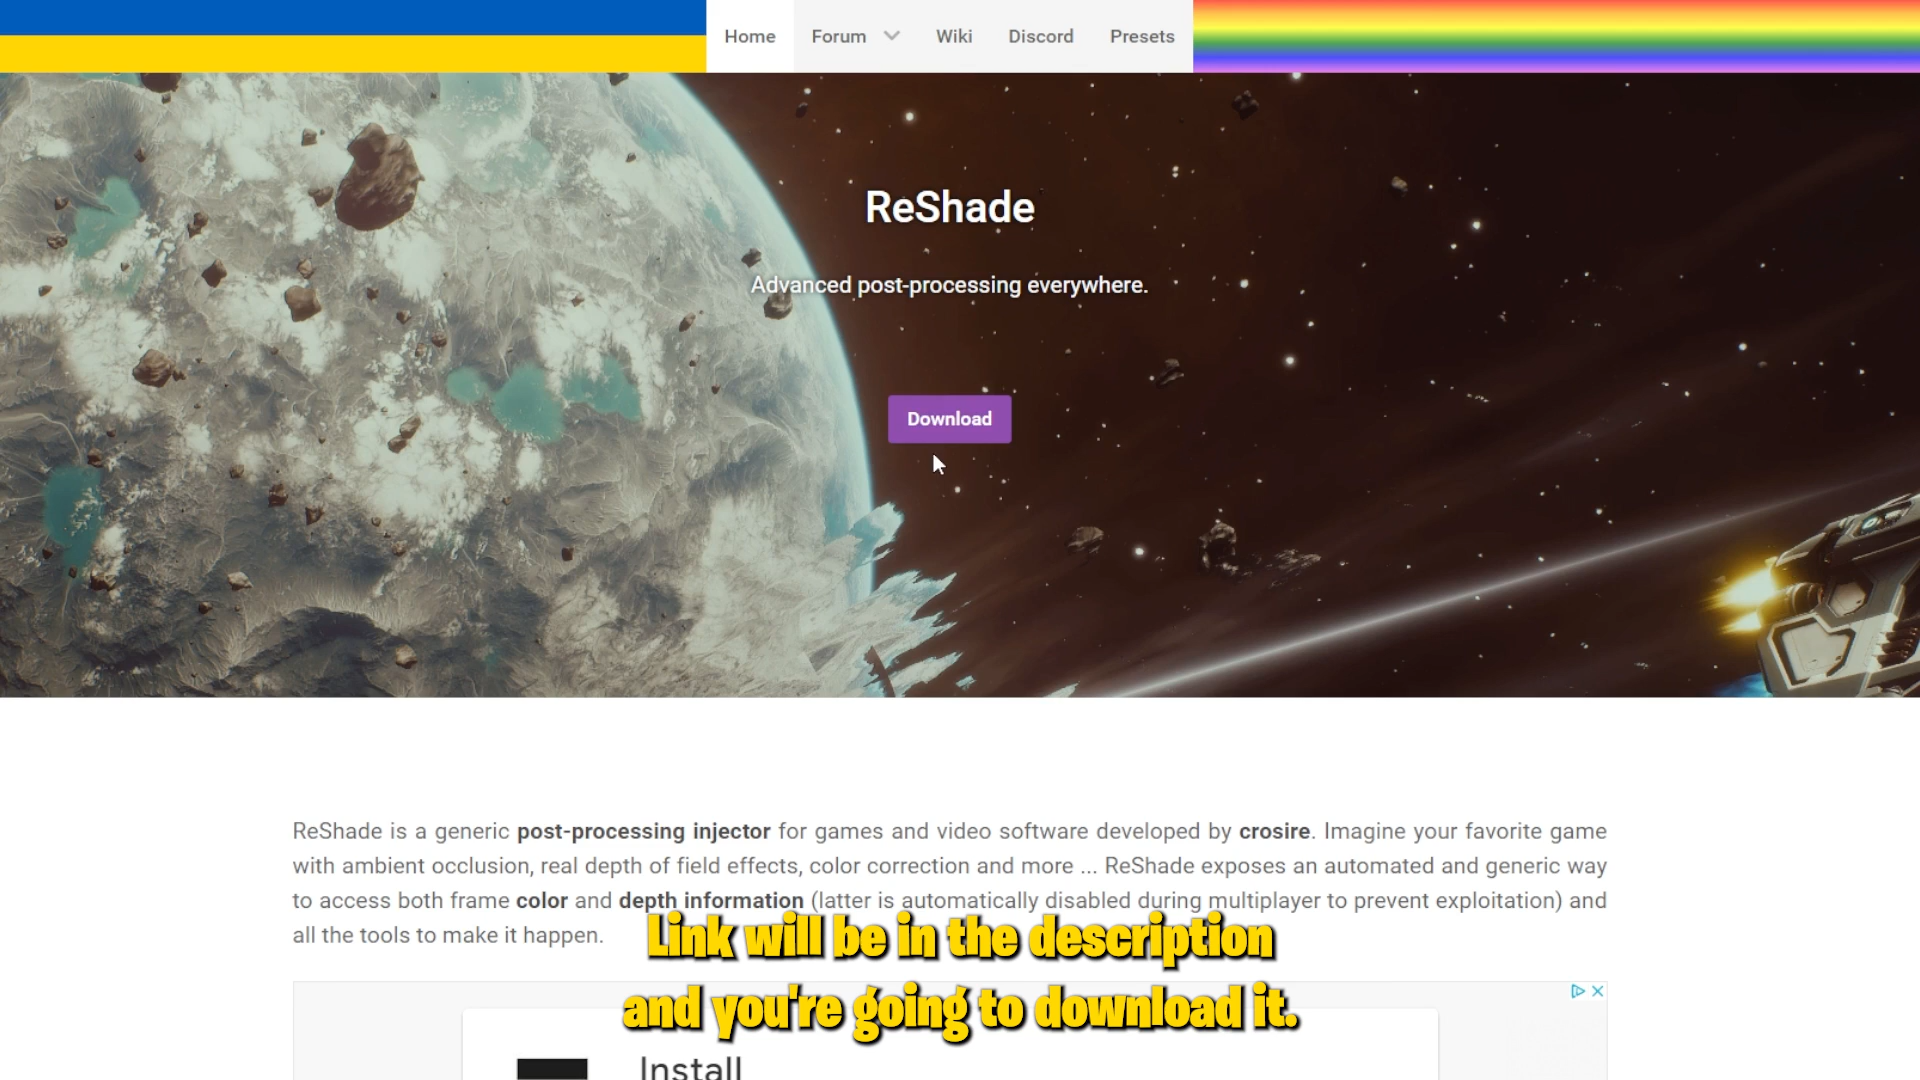 Home Forum Wiki Discord Presets
ReShade
Advanced post-processing everywhere.
Download
ReShade is a generic post-processing injector for games and video software developed by crosire. Imagine your favorite game
with ambient occlusion, real depth of field effects, color correction and more ... ReShade exposes an automated and generic way
to access both frame color and depth information (latter is automatically disabled during multiplayer to prevent exploitation) and
all the tools to make it happen.
Link will be in the description
and you're going to download it.
Install